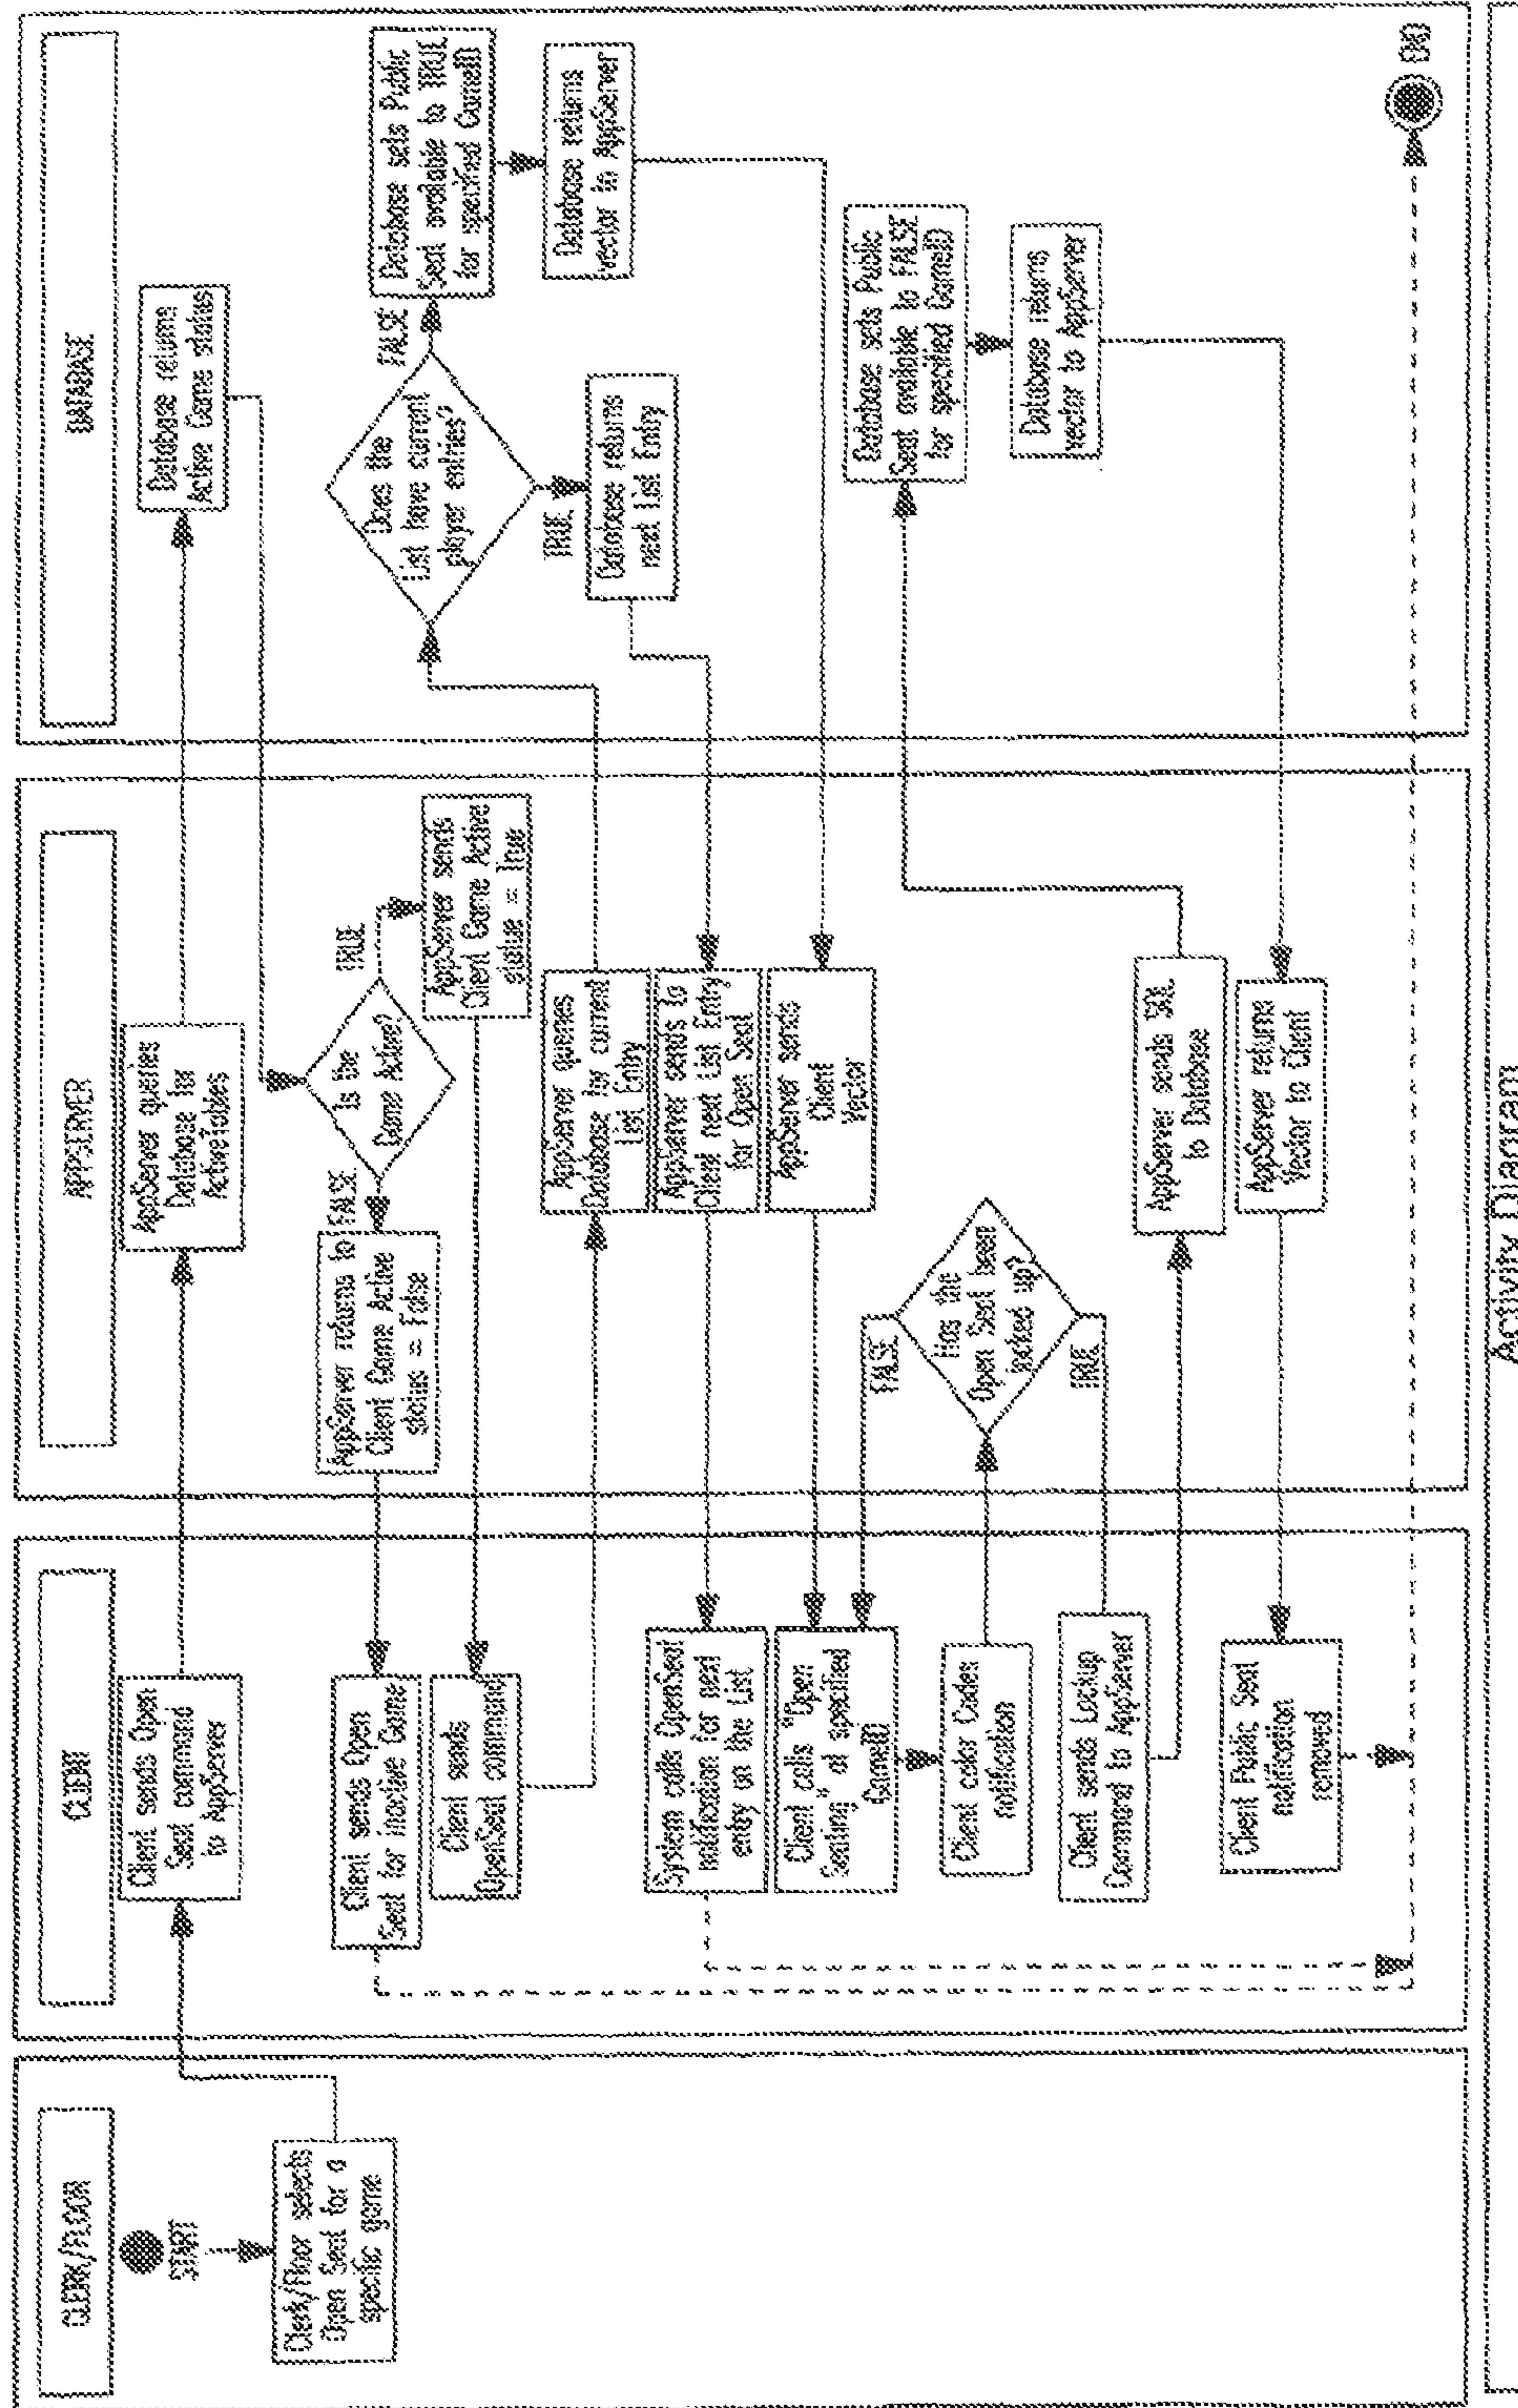 CLERK/FLOOR
START
Clerk/Floor selects
Open Seat for a
specific game
CLIENT
Client sends Open
Seat command
to AppServer
Client sends Open
Seat for inactive Game
Client sends
OpenSeat command
System calls OpenSeat
notification for next
entry on the List
Client calls "Open
Seating" at specified
GameID
Client color Codes
notification
Client sends Lockup
Command to AppServer
Client Public Seat
notification
removed
APPSERVER
AppServer queries
Database for
ActiveTables
Is the
Game Active?
TRUE
FALSE
AppServer returns to
Client Game Active
status = False
AppServer sends
Client Game Active
status = True
AppServer queries
Database for current
List Entry
AppServer sends to
Client next List Entry
for Open Seat
AppServer sends
Client
Vector
Has the
Open Seat been
locked up?
FALSE
TRUE
AppServer sends SQL
to Database
AppServer returns
Vector to Client
DATABASE
Database returns
Active Game status
Does the
List have current
player entries?
FALSE
TRUE
Database sets Public
Seat available to TRUE
for specified GameID
Database returns
vector to AppServer
Database returns
next List Entry
Database sets Public
Seat available to FALSE
for specified GameID
Database returns
vector to AppServer
END
Activity Diagram